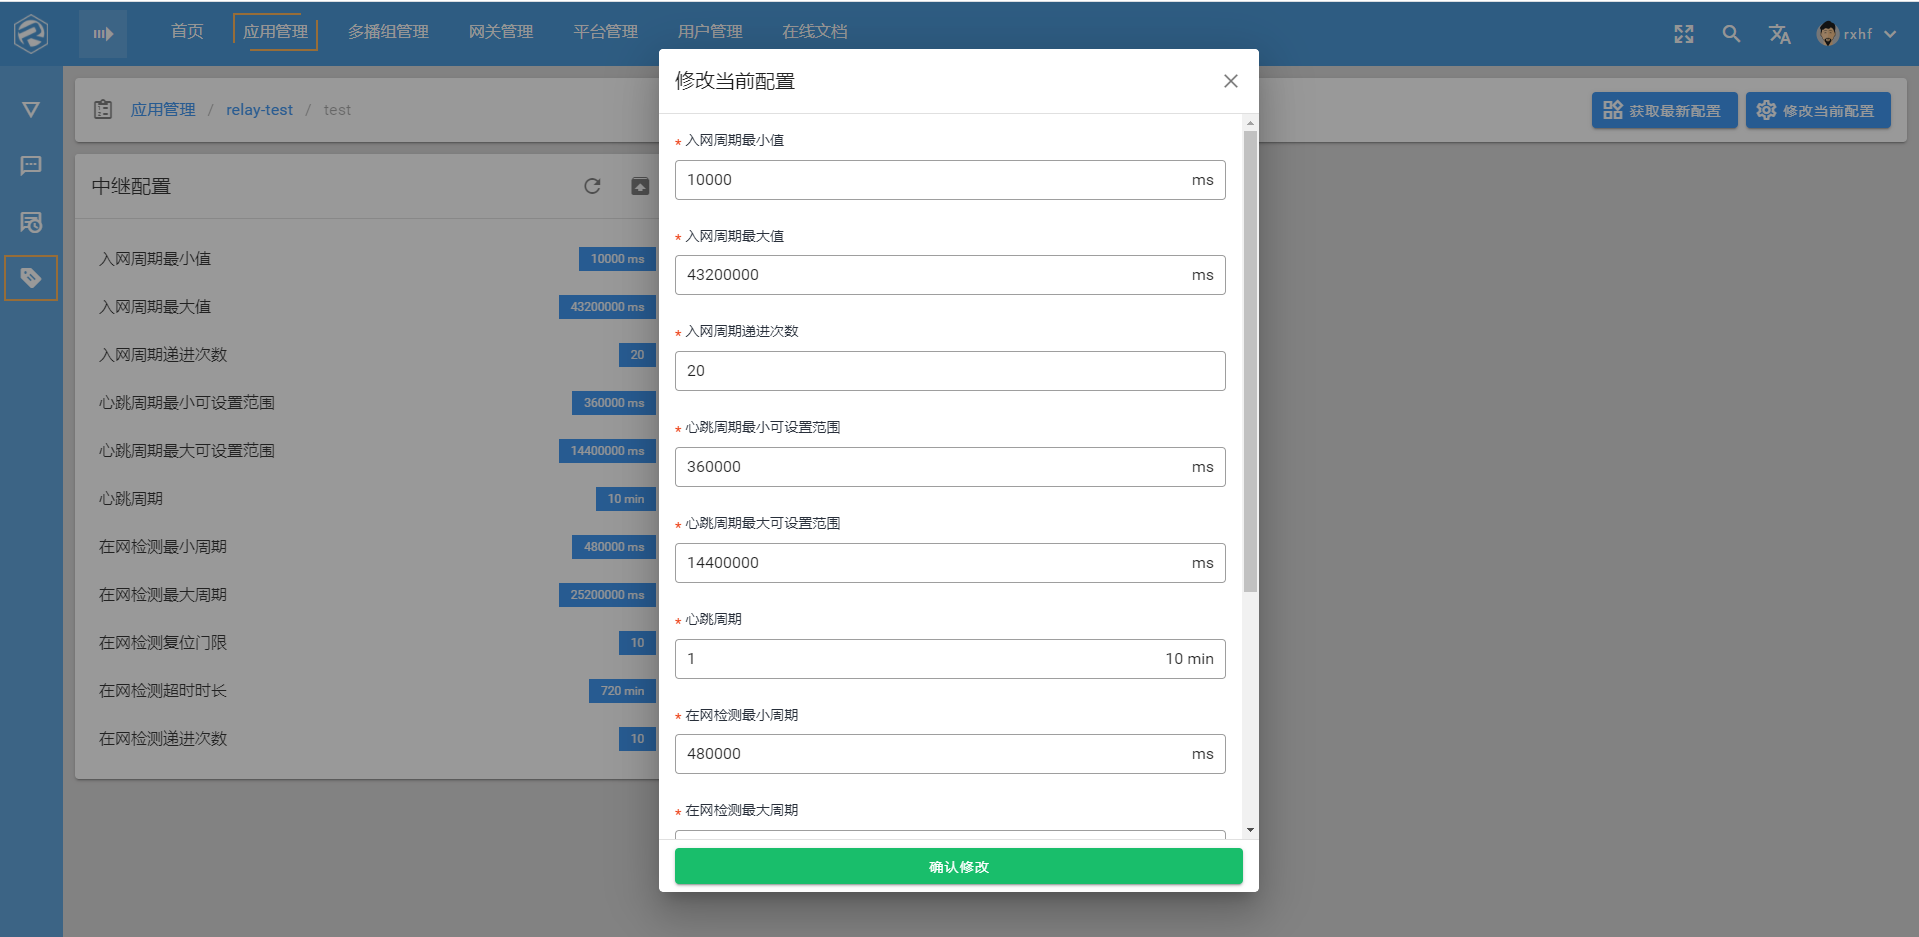 首页 应用管理 多播组管理 网关管理 平台管理 用户管理 在线文档 rxhf
应用管理 / relay-test / test
获取最新配置 修改当前配置
中继配置
入网周期最小值 10000 ms
入网周期最大值 43200000 ms
入网周期递进次数 20
心跳周期最小可设置范围 360000 ms
心跳周期最大可设置范围 14400000 ms
心跳周期 10 min
在网检测最小周期 480000 ms
在网检测最大周期 25200000 ms
在网检测复位门限 10
在网检测超时时长 720 min
在网检测递进次数 10
修改当前配置
* 入网周期最小值
10000 ms
* 入网周期最大值
43200000 ms
* 入网周期递进次数
20
* 心跳周期最小可设置范围
360000 ms
* 心跳周期最大可设置范围
14400000 ms
* 心跳周期
1 10 min
* 在网检测最小周期
480000 ms
* 在网检测最大周期
确认修改